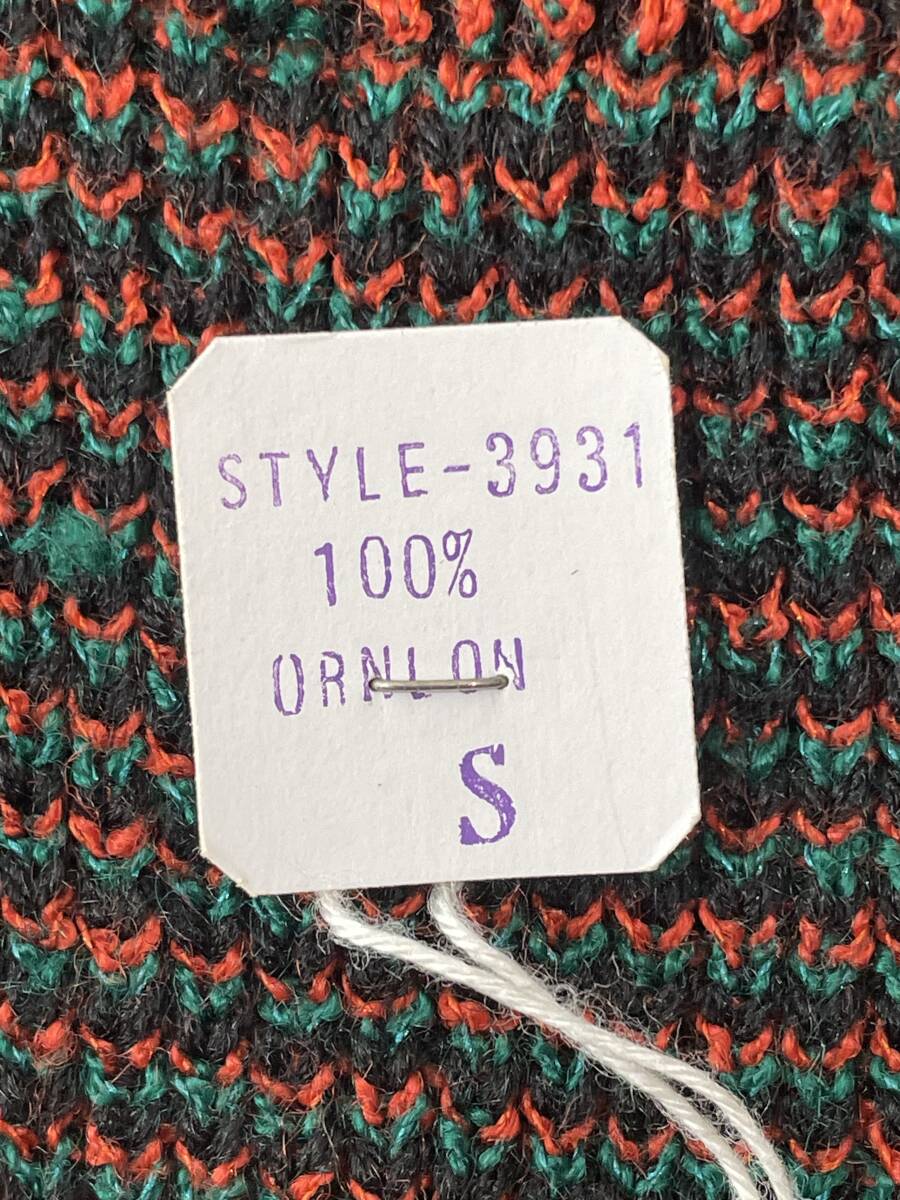 STYLE-3931
100%
ORNLON
S